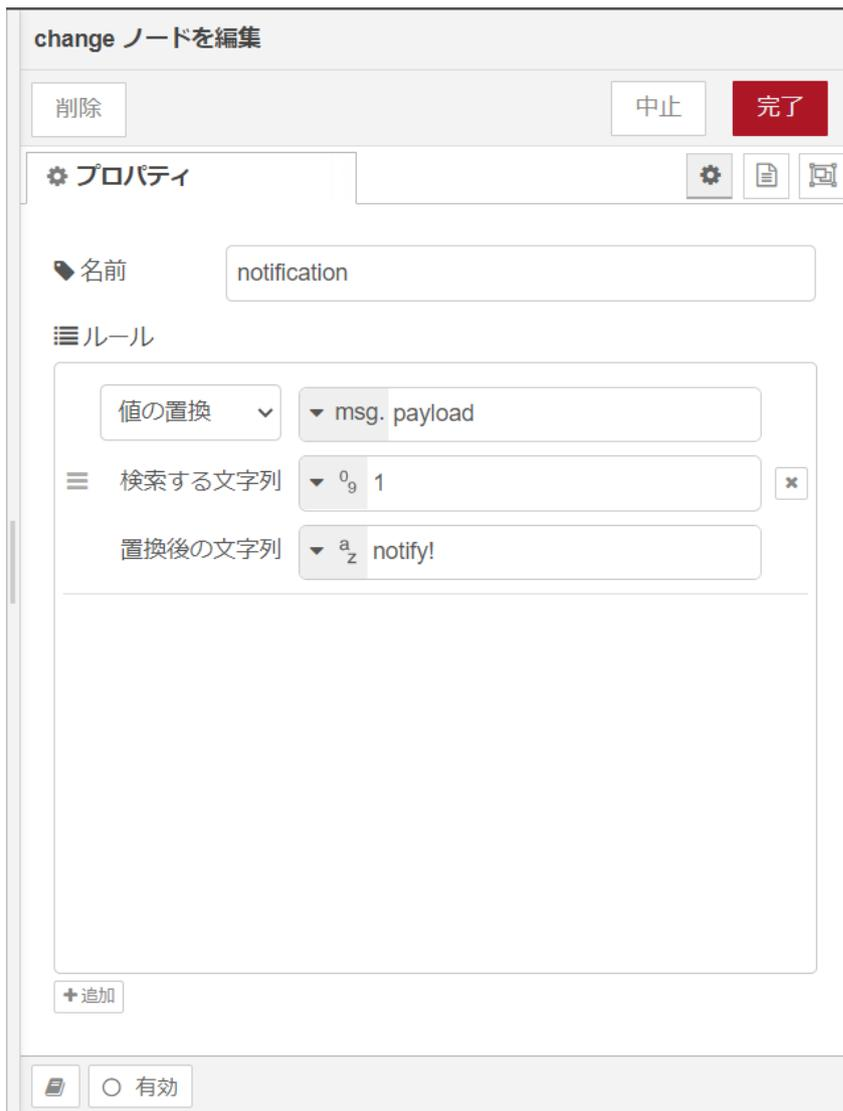 change ノードを編集
削除 中止 完了
プロパティ
名前 notification
ルール
値の置換 msg. payload
検索する文字列 09 1
置換後の文字列 az notify!
追加
有効